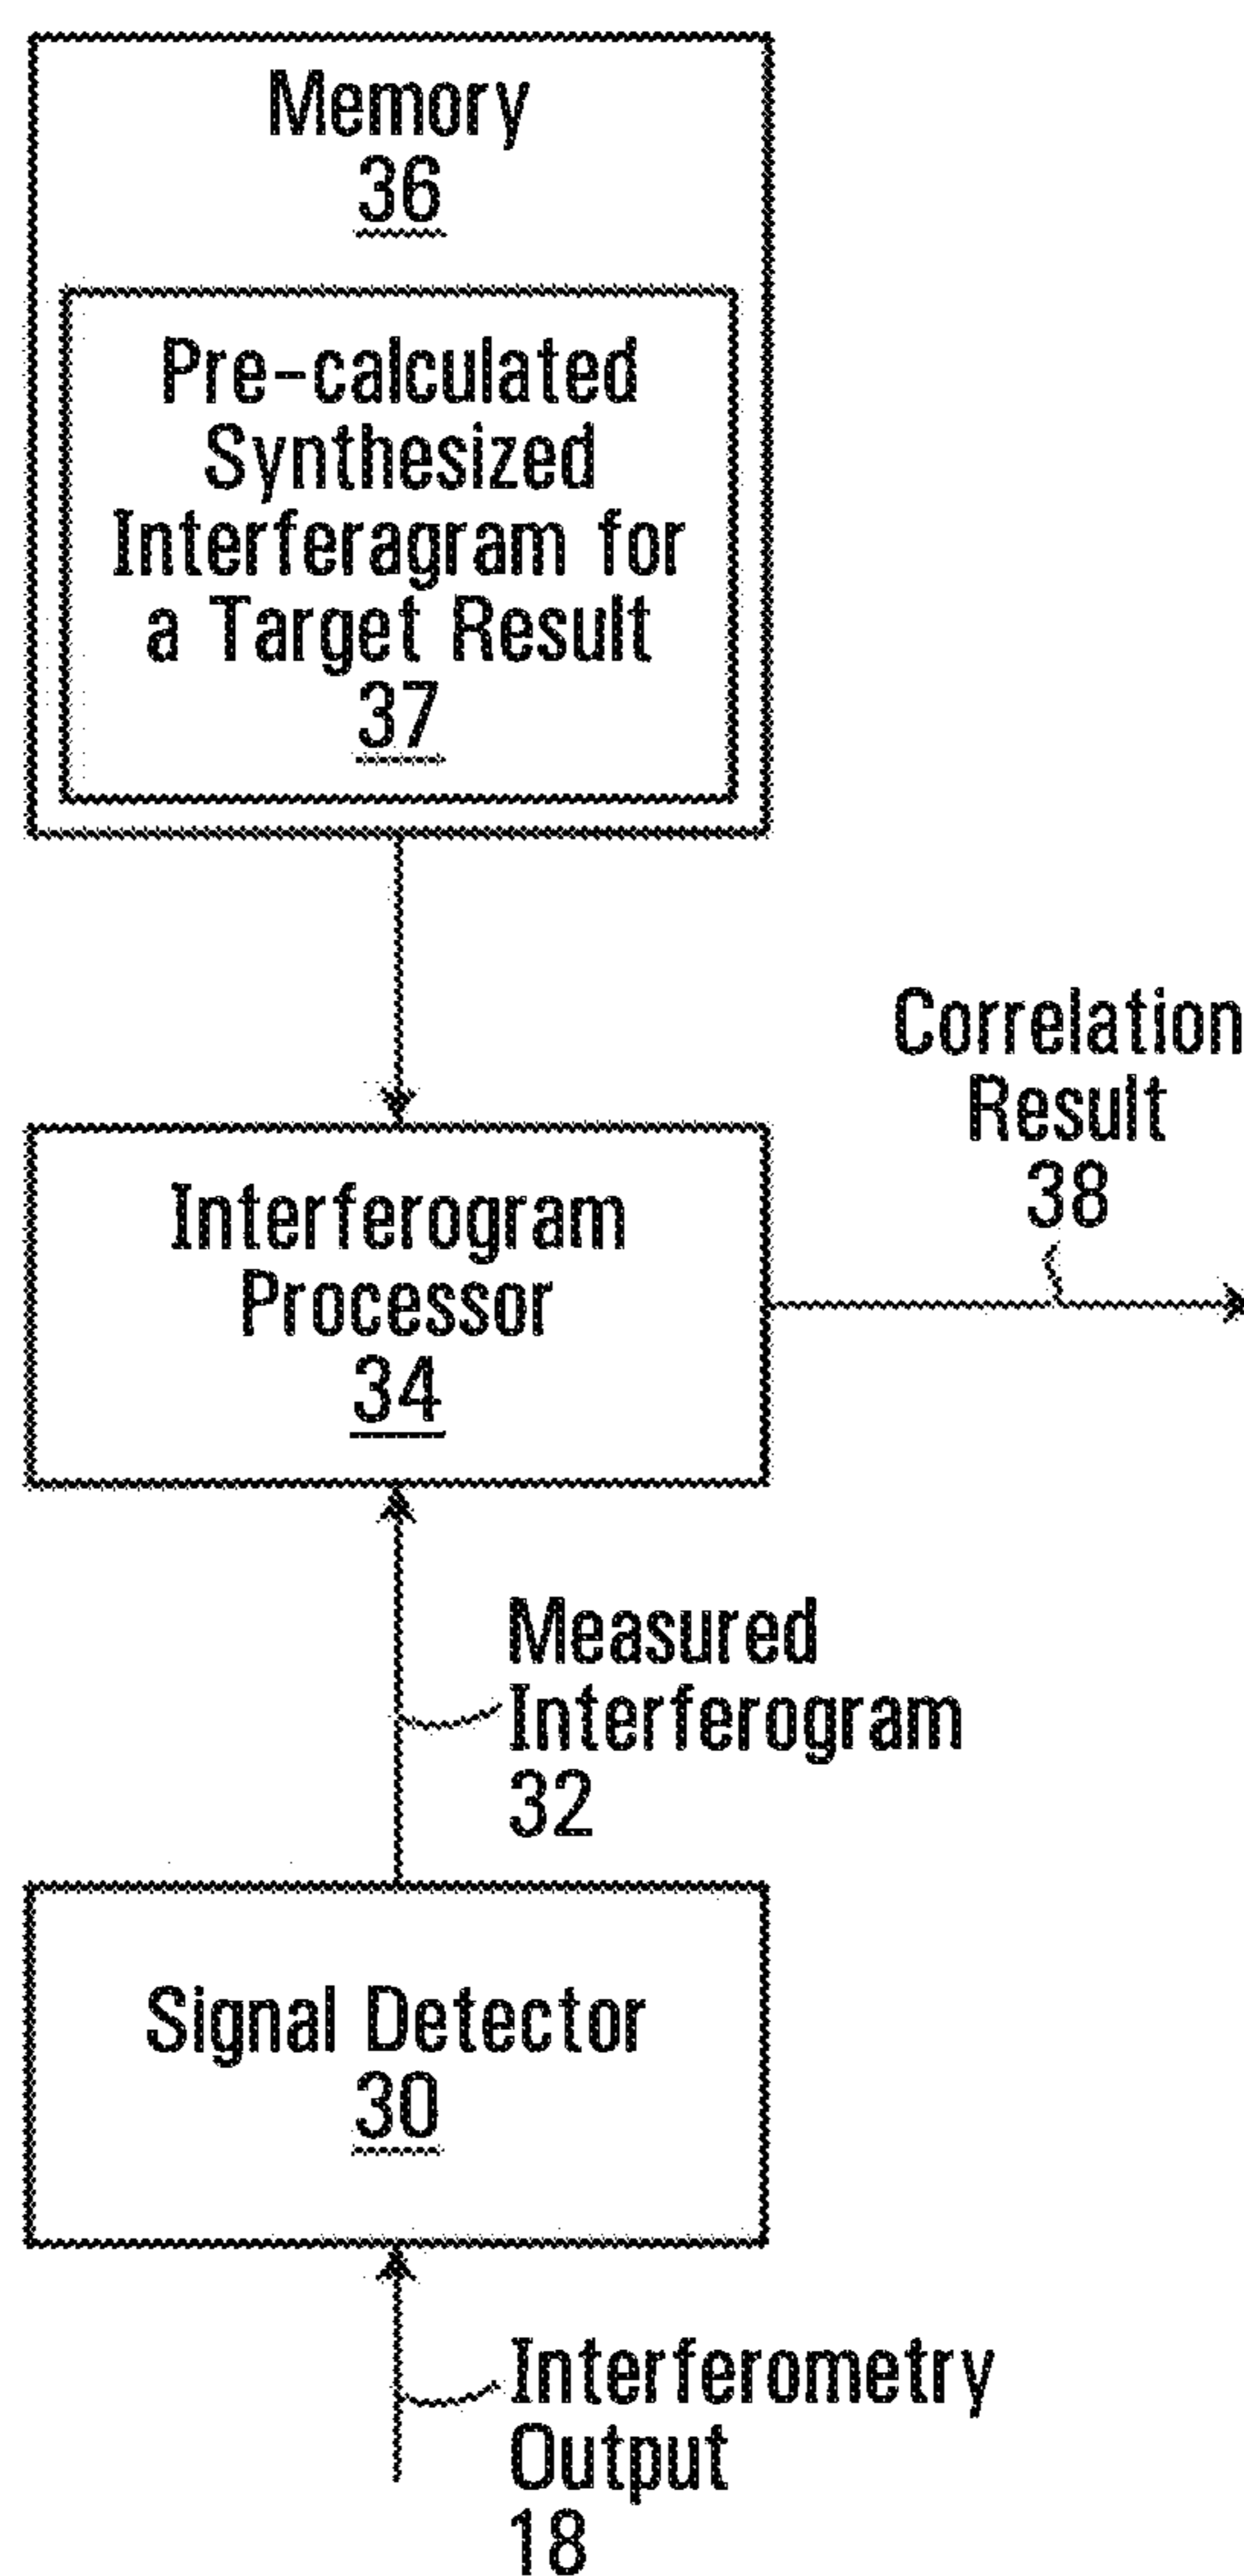 Memory
36
Pre-calculated
Synthesized
Interferagram for
a Target Result
37
Correlation
Result
38
Interferogram
Processor
34
Measured
Interferogram
32
Signal Detector
30
Interferometry
Output
18